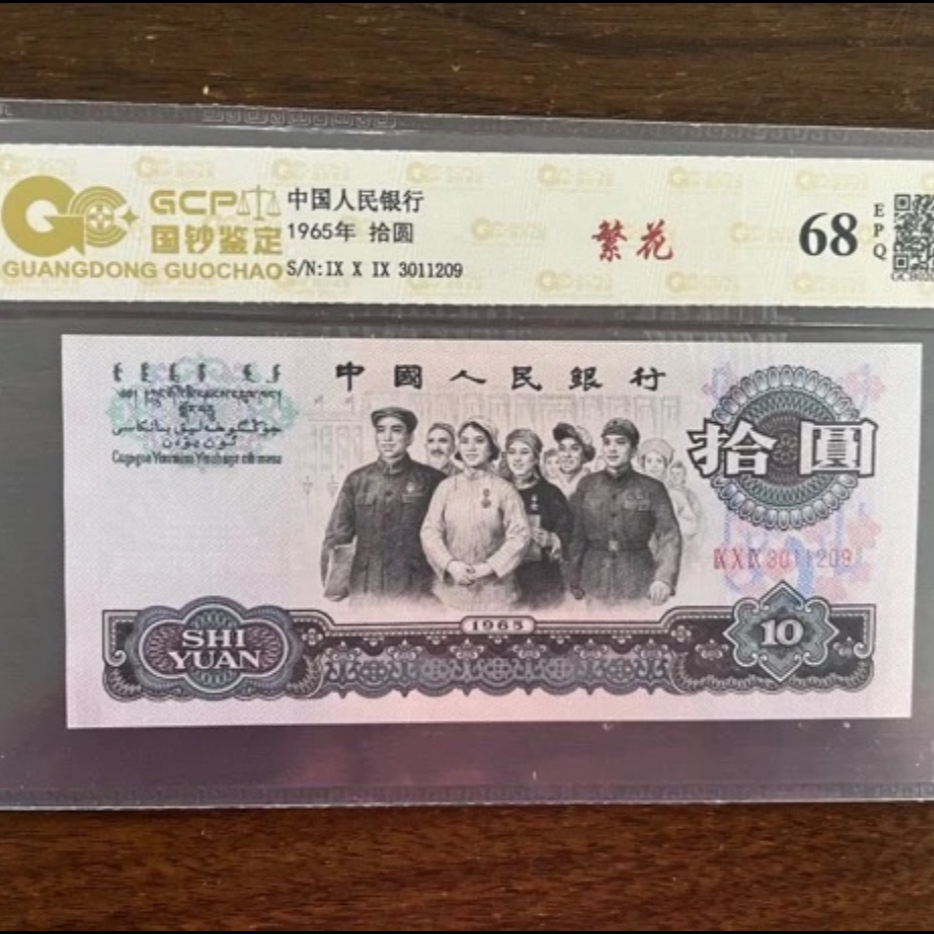 GCP
国钞鉴定
GUANGDONG GUOCHAO
中国人民银行
1965年 拾圆
S/N:IX X IX 3011209
繁花
68
EPQ
中國人民銀行
拾圓
IX X IX 3011209
1965
SHI
YUAN
10